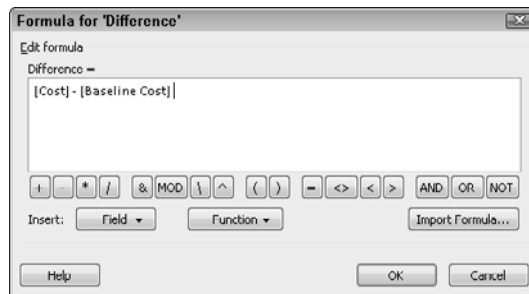 Formula for 'Difference'
Edit formula
Difference =
[Cost] - [Baseline Cost]
+ - * / & MOD \ ^ ( ) = <> < > AND OR NOT
Insert: Field Function Import Formula...
Help OK Cancel